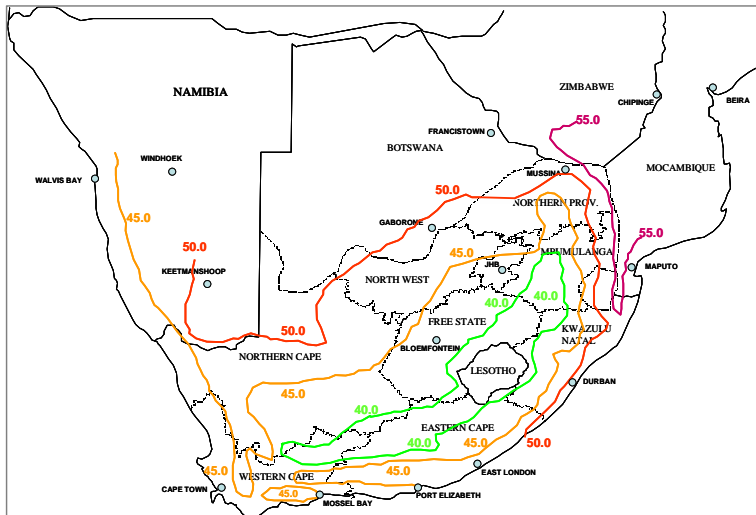 NAMIBIA
ZIMBABWE
CHIPINGE
BEIRA
55.0
FRANCISTOWN
BOTSWANA
MOCAMBIQUE
WINDHOEK
WALVIS BAY
MUSSINA
50.0
NORTHERN PROV.
45.0
GABORONE
50.0
45.0
55.0
MPUMULANGA
KEETMANSHOOP
NORTH WEST
JHB
MAPUTO
40.0
40.0
FREE STATE
50.0
KWAZULU
NATAL
BLOEMFONTEIN
NORTHERN CAPE
LESOTHO
DURBAN
45.0
40.0
EASTERN CAPE
50.0
40.0
45.0
45.0
45.0
EAST LONDON
WESTERN CAPE
CAPE TOWN
45.0
MOSSEL BAY
PORT ELIZABETH